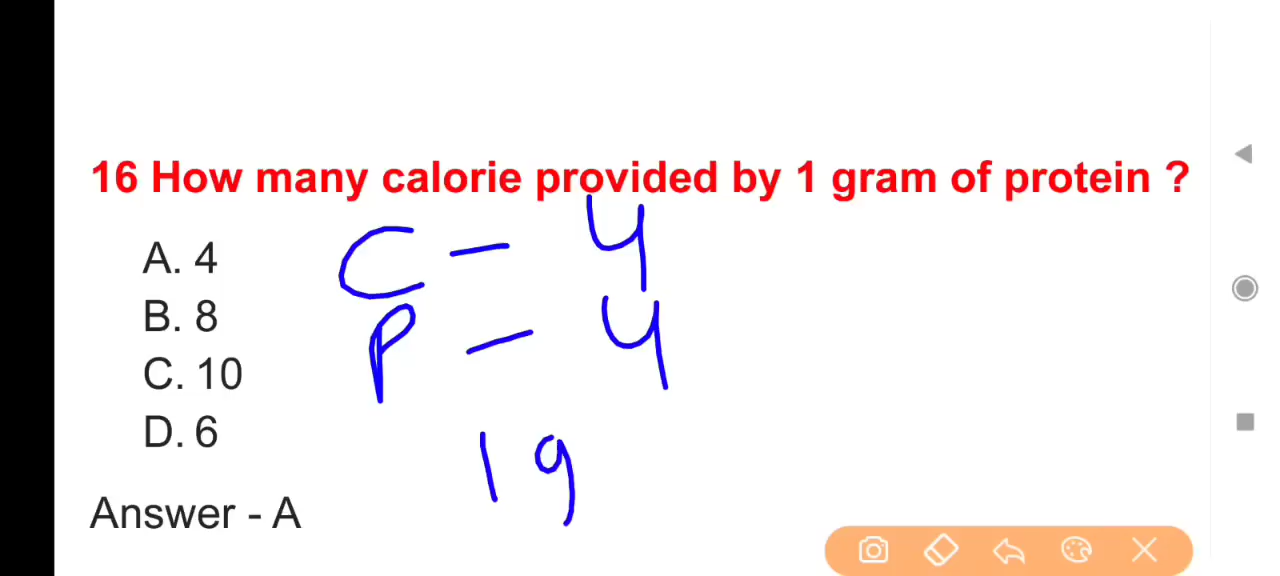 16 How many calorie provided by 1 gram of protein ?
A. 4
B. 8
C. 10
D. 6
C - 4
P - 4
1 g
Answer - A